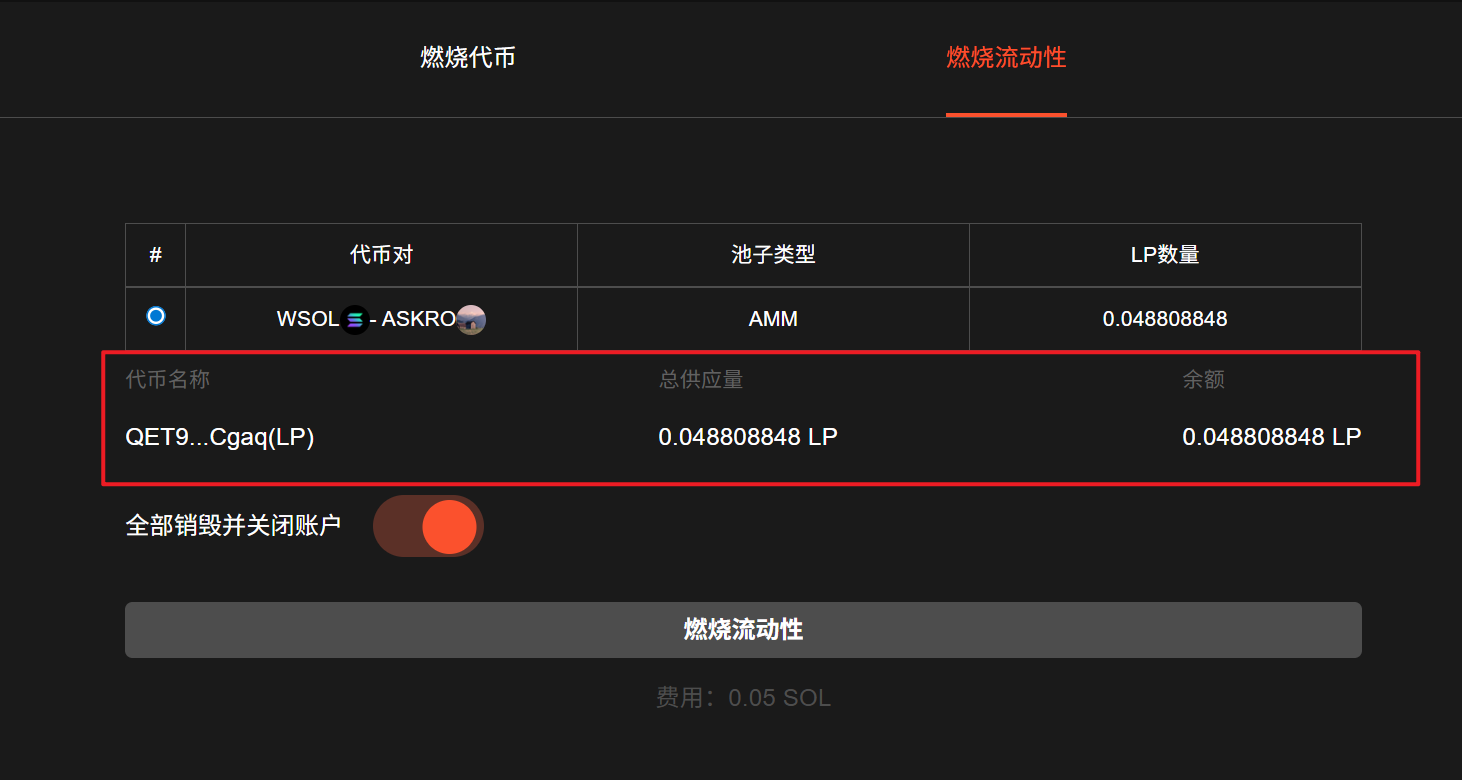 燃烧代币 燃烧流动性
# 代币对 池子类型 LP数量
WSOL - ASKRO AMM 0.048808848
代币名称 总供应量 余额
QET9...Cgaq(LP) 0.048808848 LP 0.048808848 LP
全部销毁并关闭账户
燃烧流动性
费用：0.05 SOL